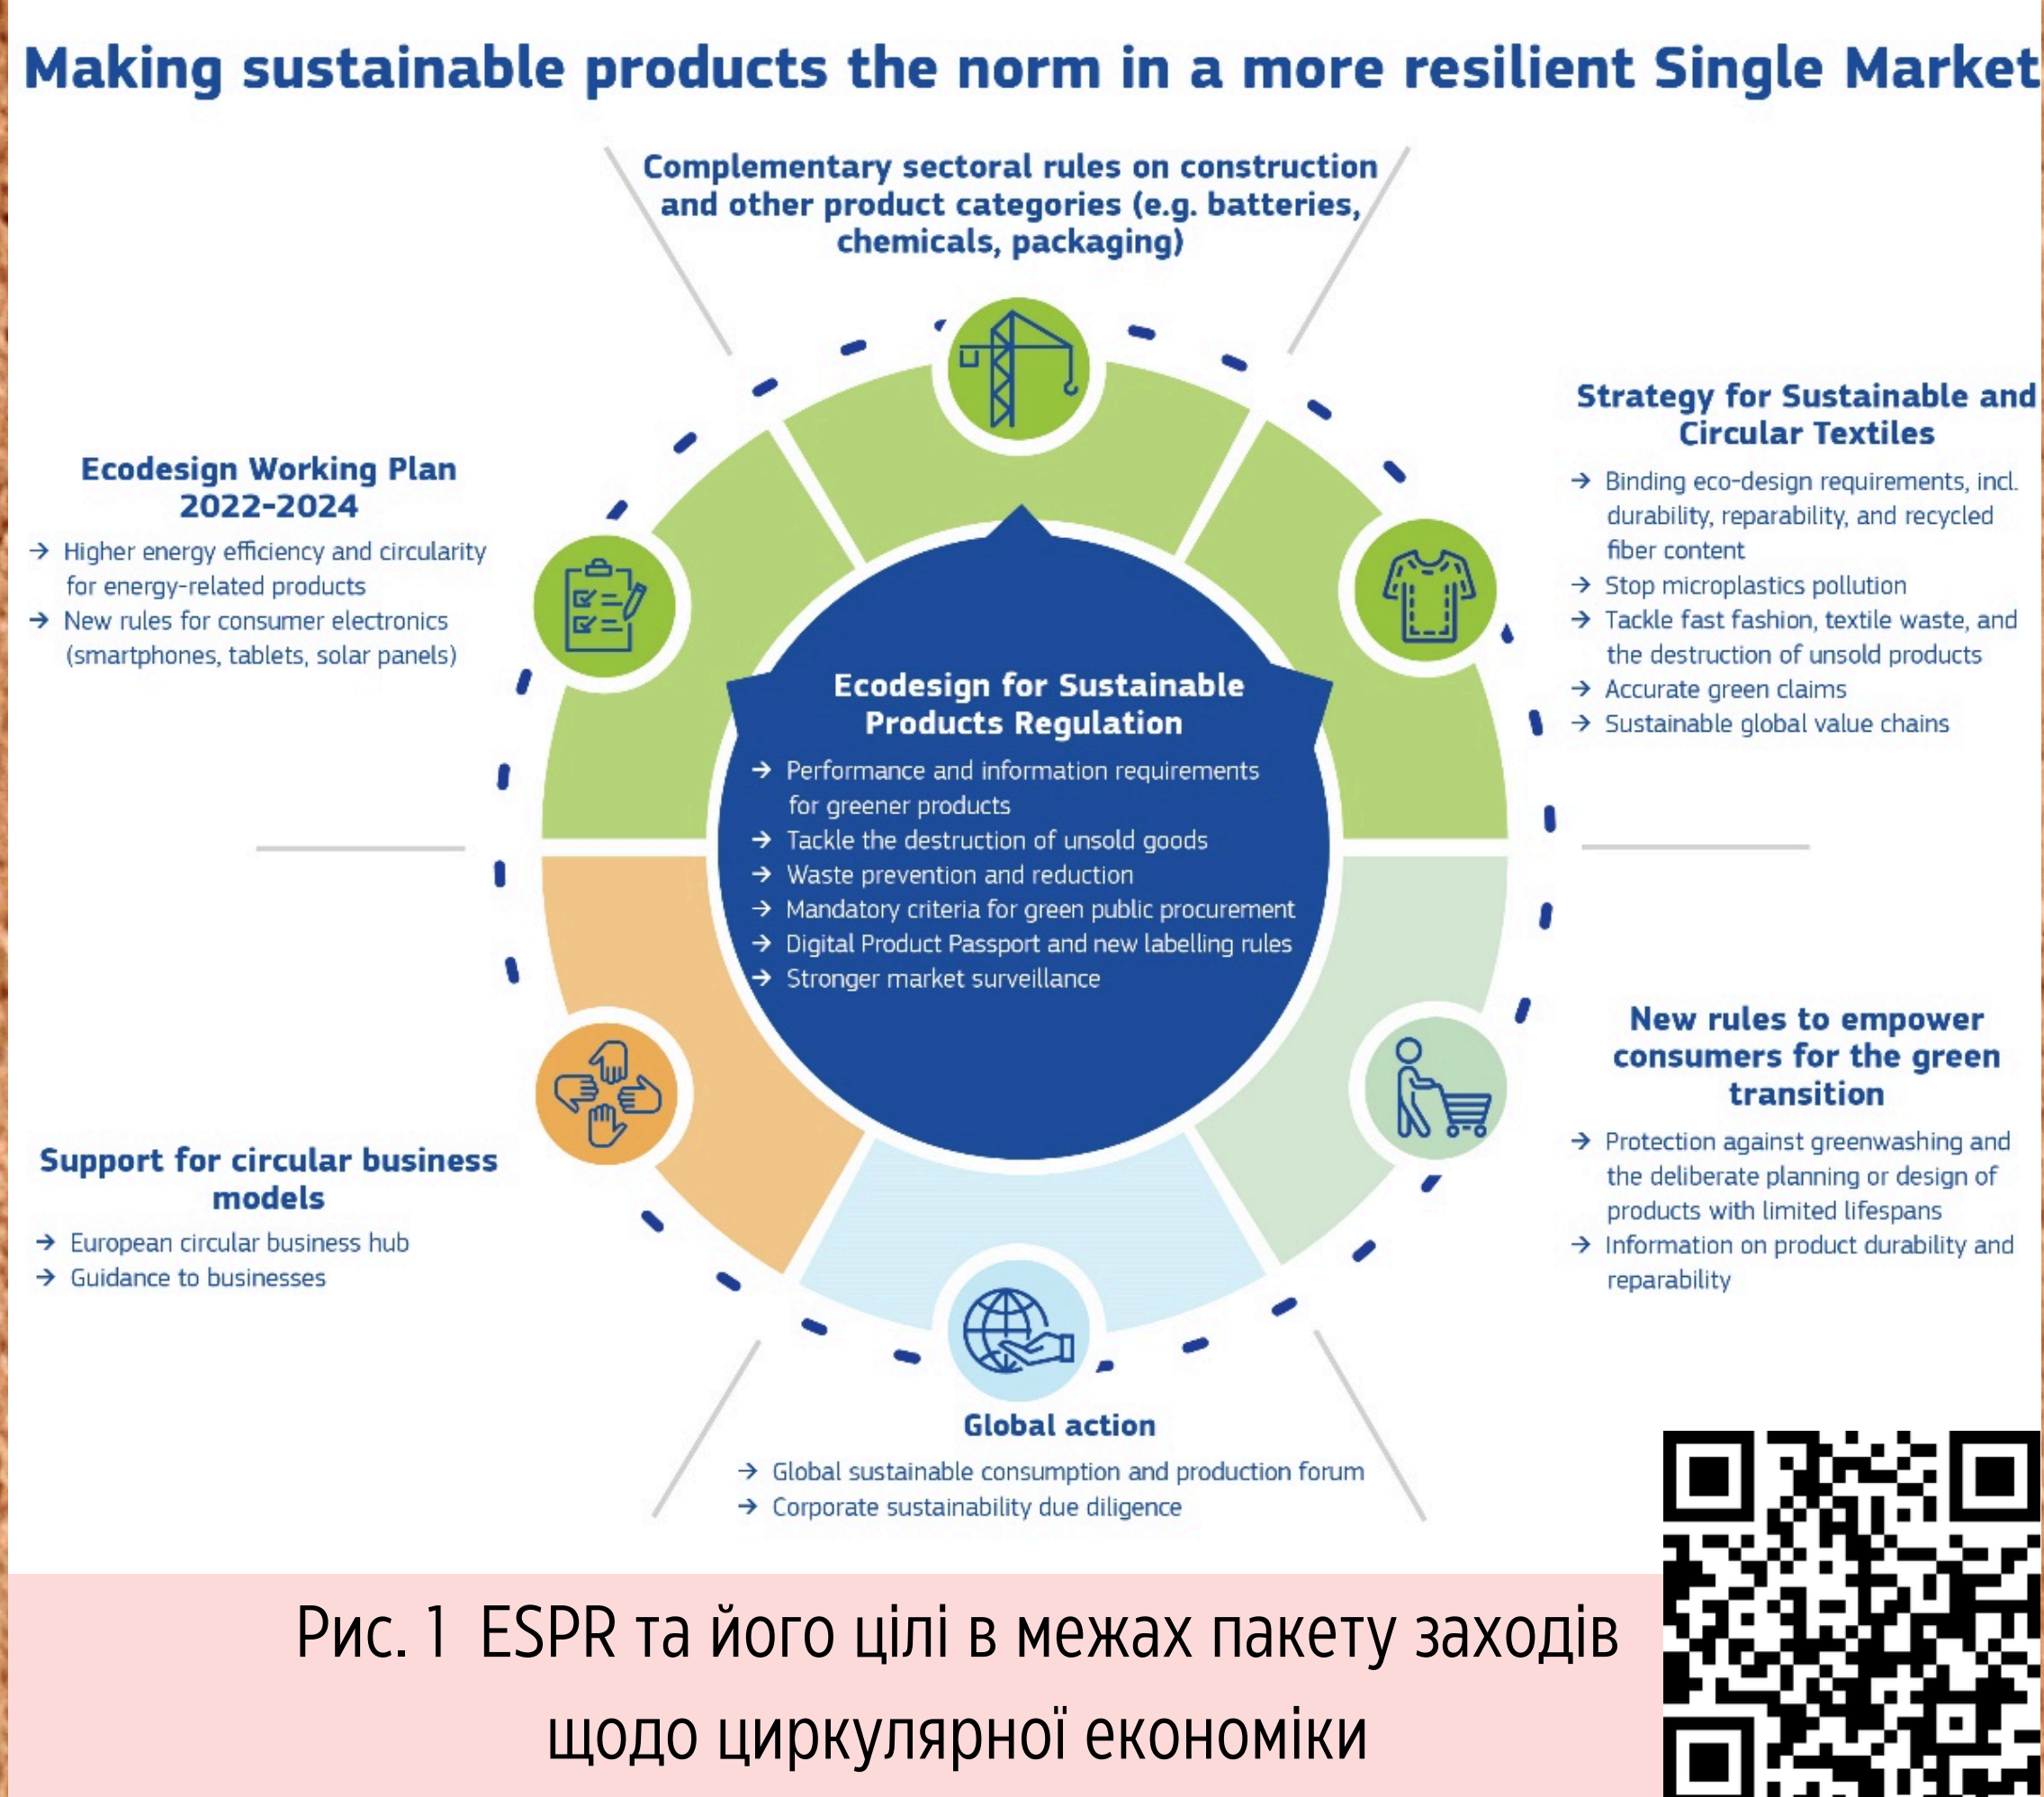 Making sustainable products the norm in a more resilient Single Market
Complementary sectoral rules on construction
and other product categories (e.g. batteries,
chemicals, packaging)
Strategy for Sustainable and
Circular Textiles
→ Binding eco-design requirements, incl.
durability, reparability, and recycled
fiber content
→ Stop microplastics pollution
→ Tackle fast fashion, textile waste, and
the destruction of unsold products
→ Accurate green claims
→ Sustainable global value chains
Ecodesign Working Plan
2022-2024
→ Higher energy efficiency and circularity
for energy-related products
→ New rules for consumer electronics
(smartphones, tablets, solar panels)
Ecodesign for Sustainable
Products Regulation
→ Performance and information requirements
for greener products
→ Tackle the destruction of unsold goods
→ Waste prevention and reduction
→ Mandatory criteria for green public procurement
→ Digital Product Passport and new labelling rules
→ Stronger market surveillance
New rules to empower
consumers for the green
transition
→ Protection against greenwashing and
the deliberate planning or design of
products with limited lifespans
→ Information on product durability and
reparability
Support for circular business
models
→ European circular business hub
→ Guidance to businesses
Global action
→ Global sustainable consumption and production forum
→ Corporate sustainability due diligence
Рис. 1 ESPR та його цілі в межах пакету заходів
щодо циркулярної економіки